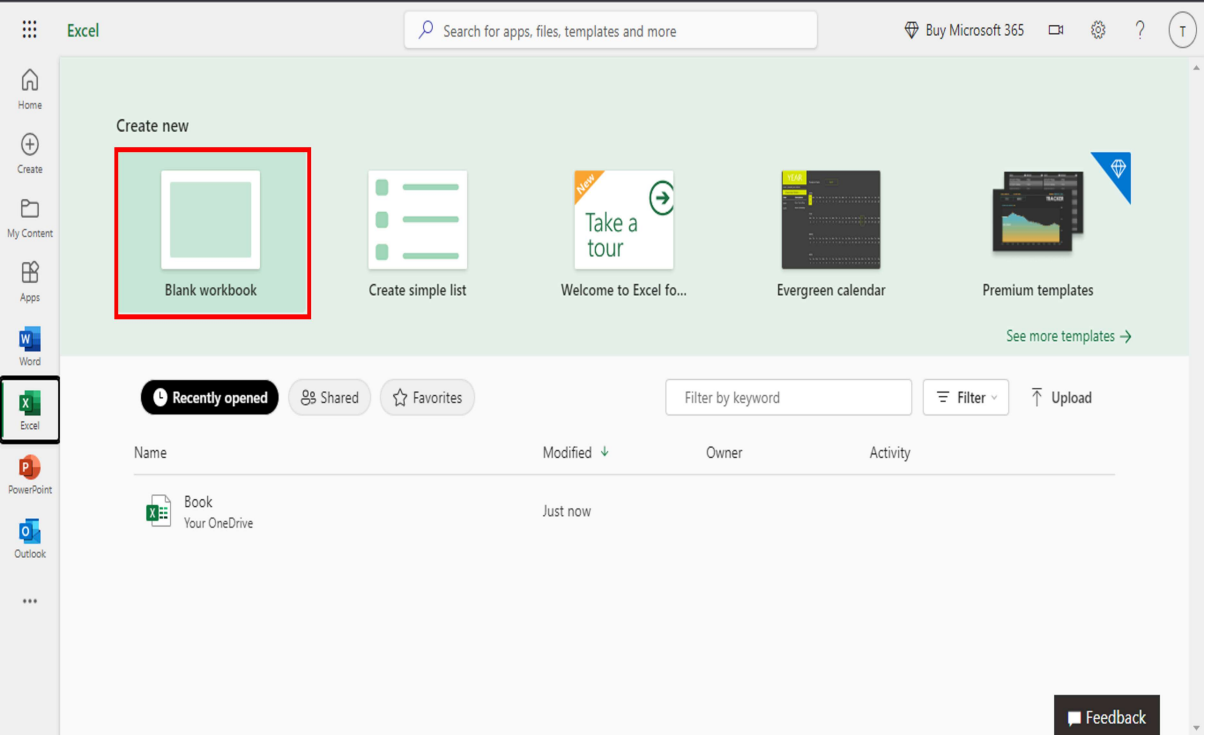 Excel
Search for apps, files, templates and more
Buy Microsoft 365
?
T
Home
Create
My Content
Apps
Word
Excel
PowerPoint
Outlook
Create new
Blank workbook
Create simple list
New
Take a
tour
Welcome to Excel fo...
YEAR
Evergreen calendar
TRACKER
Premium templates
See more templates →
Recently opened
Shared
Favorites
Filter by keyword
Filter
Upload
Name
Modified ↓
Owner
Activity
Book
Your OneDrive
Just now
Feedback